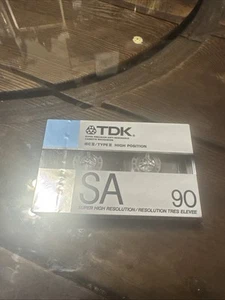 TDK
IEC II/TYPE II HIGH POSITION
SA 90
SUPER HIGH RESOLUTION/RESOLUTION TRES ELEVEE